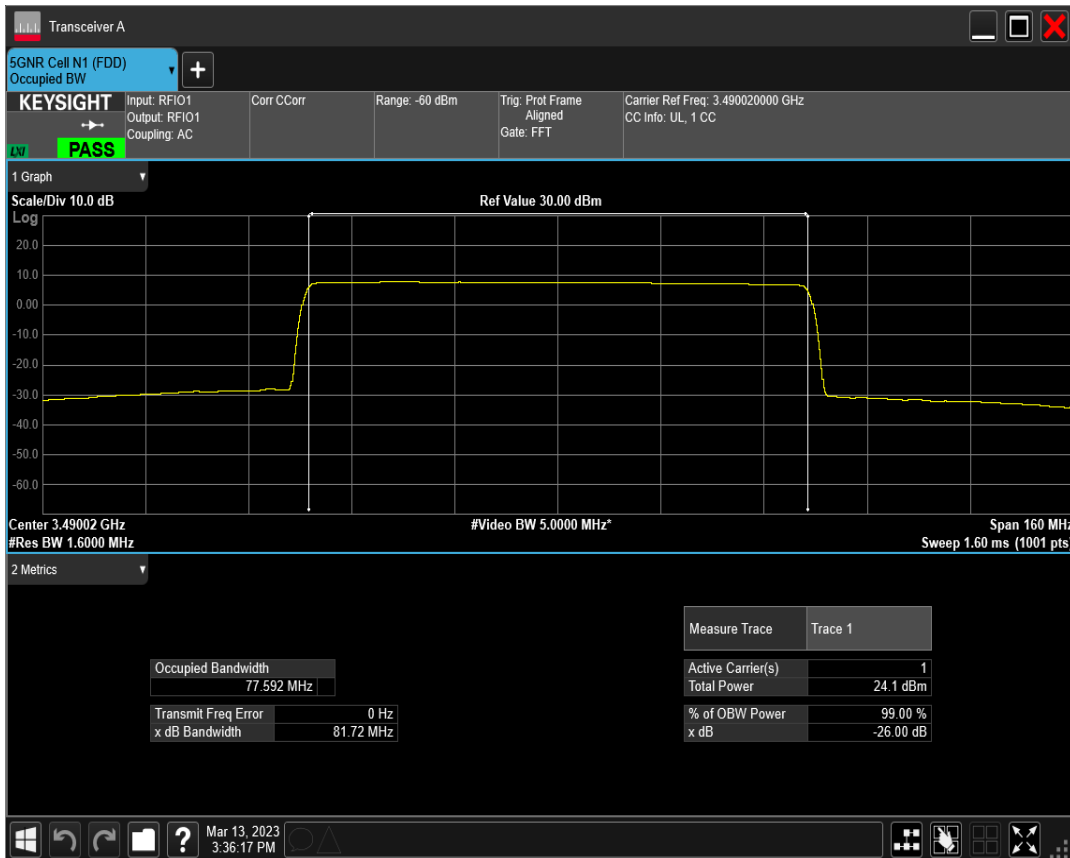 Transceiver A
5GNR Cell N1 (FDD)
Occupied BW
+
KEYSIGHT
LXI
PASS
Input: RFIO1
Output: RFIO1
Coupling: AC
Corr CCorr
Range: -60 dBm
Trig: Prot Frame
Aligned
Gate: FFT
Carrier Ref Freq: 3.490020000 GHz
CC Info: UL, 1 CC
1 Graph
Scale/Div 10.0 dB
Ref Value 30.00 dBm
Log
20.0
10.0
0.00
-10.0
-20.0
-30.0
-40.0
-50.0
-60.0
Center 3.49002 GHz
#Video BW 5.0000 MHz*
Span 160 MHz
#Res BW 1.6000 MHz
Sweep 1.60 ms (1001 pts)
2 Metrics
Measure Trace Trace 1
Occupied Bandwidth
77.592 MHz
Active Carrier(s) 1
Total Power 24.1 dBm
Transmit Freq Error 0 Hz
x dB Bandwidth 81.72 MHz
% of OBW Power 99.00 %
x dB -26.00 dB
?
Mar 13, 2023
3:36:17 PM